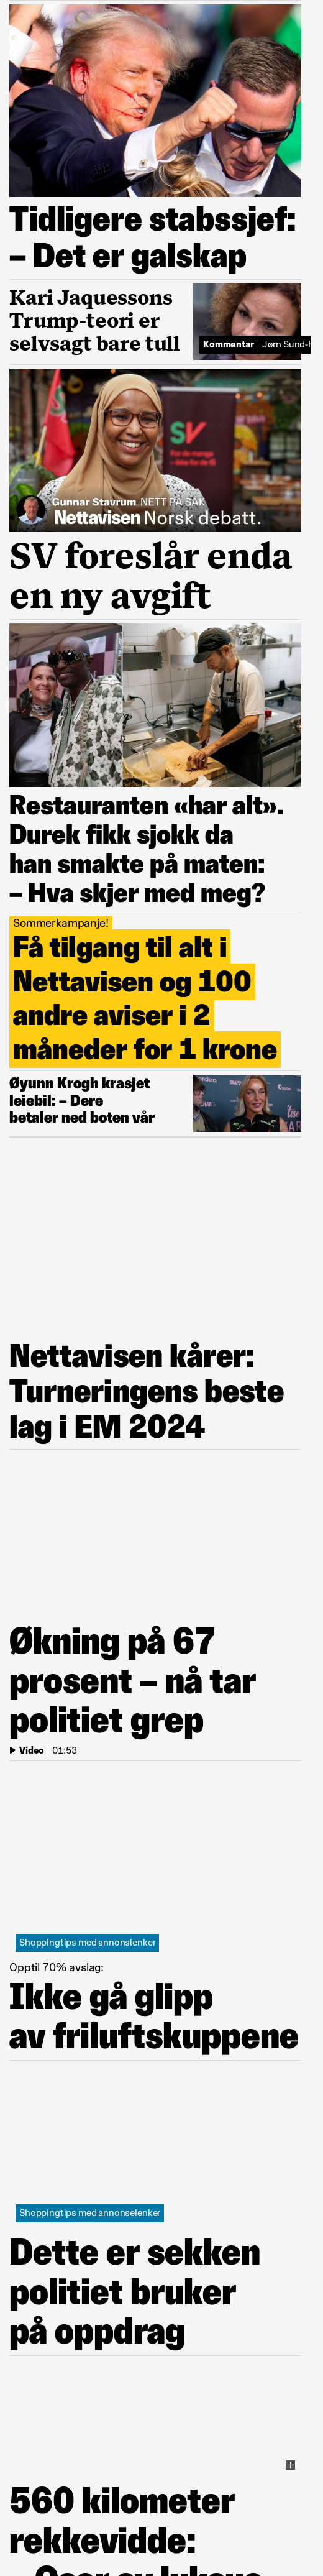 Tidligere stabssjef:
– Det er galskap
Kari Jaquessons
Trump-teori er
selvsagt bare tull
Kommentar | Jørn Sund-H
SV
Gunnar Stavrum NETT PÅ SAK
Nettavisen Norsk debatt.
SV foreslår enda
en ny avgift
Restauranten «har alt».
Durek fikk sjokk da
han smakte på maten:
– Hva skjer med meg?
Sommerkampanje!
Få tilgang til alt i
Nettavisen og 100
andre aviser i 2
måneder for 1 krone
Øyunn Krogh krasjet
leiebil: – Dere
betaler ned boten vår
Nettavisen kårer:
Turneringens beste
lag i EM 2024
Økning på 67
prosent – nå tar
politiet grep
Video | 01:53
Shoppingtips med annonslenker
Opptil 70% avslag:
Ikke gå glipp
av friluftskuppene
Shoppingtips med annonselenker
Dette er sekken
politiet bruker
på oppdrag
560 kilometer
rekkevidde: